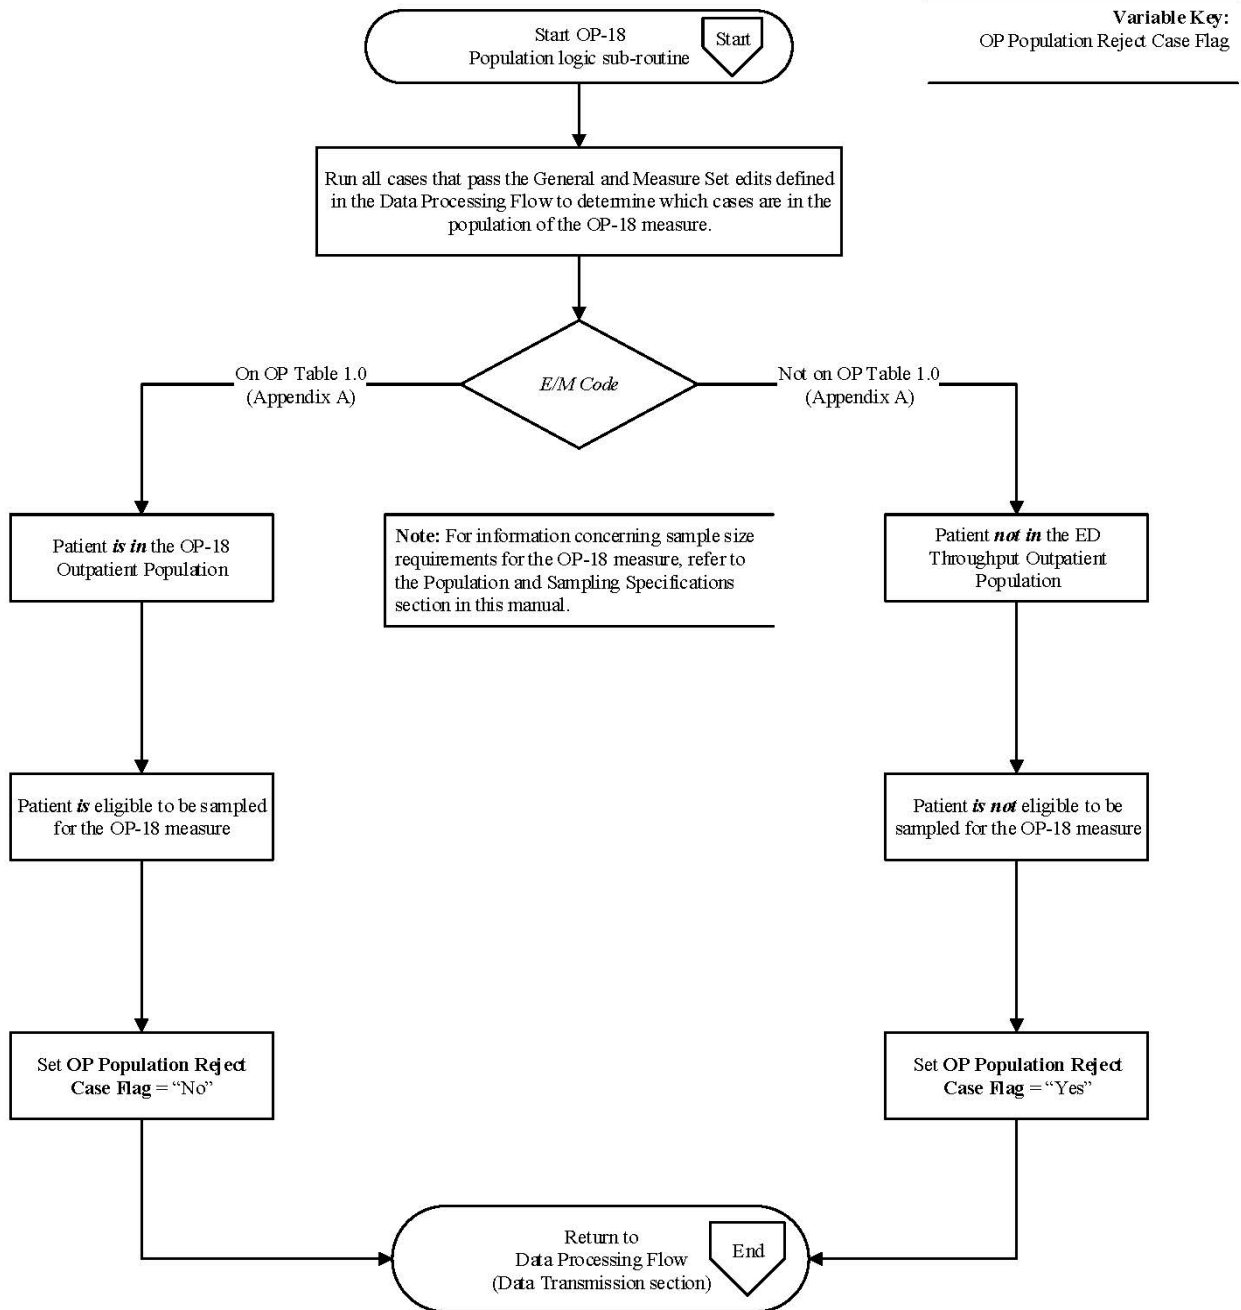 Variable Key:
OP Population Reject Case Flag
Start OP-18
Population logic sub-routine
Start
Run all cases that pass the General and Measure Set edits defined
in the Data Processing Flow to determine which cases are in the
population of the OP-18 measure.
E/M Code
On OP Table 1.0
(Appendix A)
Not on OP Table 1.0
(Appendix A)
Patient is in the OP-18
Outpatient Population
Note: For information concerning sample size
requirements for the OP-18 measure, refer to
the Population and Sampling Specifications
section in this manual.
Patient not in the ED
Throughput Outpatient
Population
Patient is eligible to be sampled
for the OP-18 measure
Patient is not eligible to be
sampled for the OP-18 measure
Set OP Population Reject
Case Flag = “No”
Set OP Population Reject
Case Flag = “Yes”
Return to
Data Processing Flow
(Data Transmission section)
End